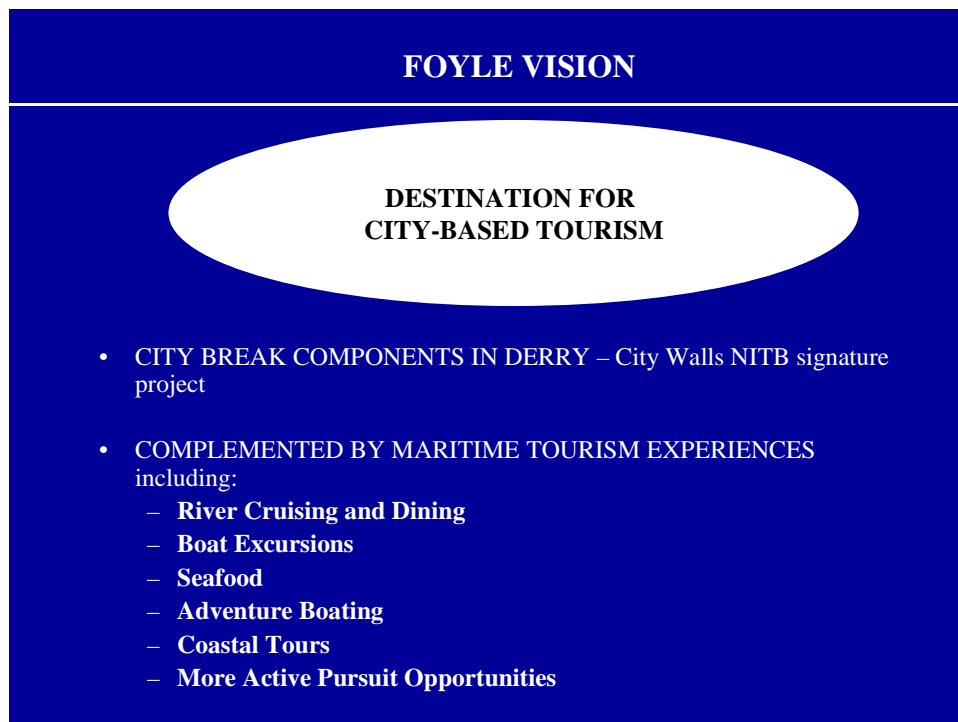 FOYLE VISION
DESTINATION FOR
CITY-BASED TOURISM
• CITY BREAK COMPONENTS IN DERRY – City Walls NITB signature
project
• COMPLEMENTED BY MARITIME TOURISM EXPERIENCES
including:
– River Cruising and Dining
– Boat Excursions
– Seafood
– Adventure Boating
– Coastal Tours
– More Active Pursuit Opportunities